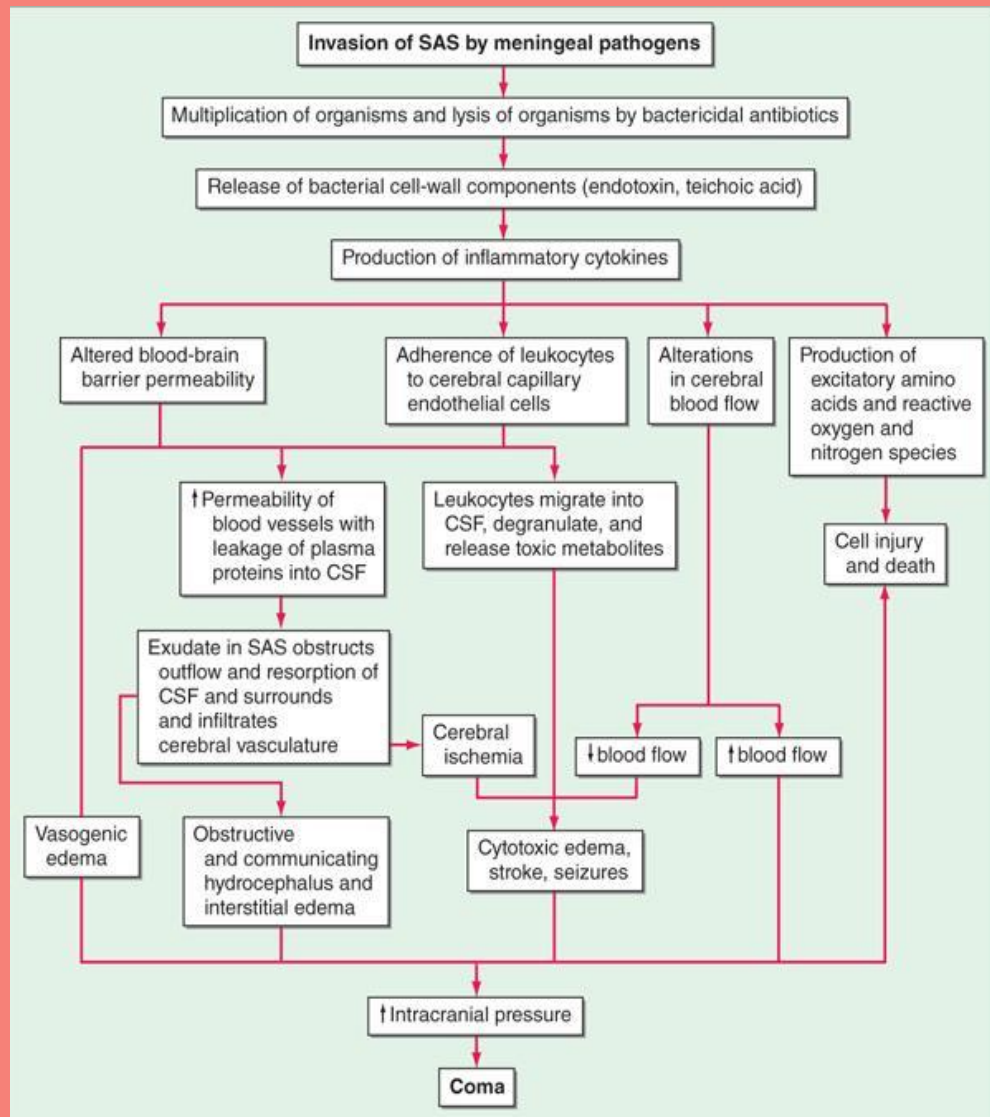 Invasion of SAS by meningeal pathogens
Multiplication of organisms and lysis of organisms by bactericidal antibiotics
Release of bacterial cell-wall components (endotoxin, teichoic acid)
Production of inflammatory cytokines
Altered blood-brain
barrier permeability
Adherence of leukocytes
to cerebral capillary
endothelial cells
Alterations
in cerebral
blood flow
Production of
excitatory amino
acids and reactive
oxygen and
nitrogen species
↑Permeability of
blood vessels with
leakage of plasma
proteins into CSF
Leukocytes migrate into
CSF, degranulate, and
release toxic metabolites
Cell injury
and death
Exudate in SAS obstructs
outflow and resorption of
CSF and surrounds
and infiltrates
cerebral vasculature
Cerebral
ischemia
↓blood flow
↑blood flow
Vasogenic
edema
Obstructive
and communicating
hydrocephalus and
interstitial edema
Cytotoxic edema,
stroke, seizures
↑Intracranial pressure
Coma